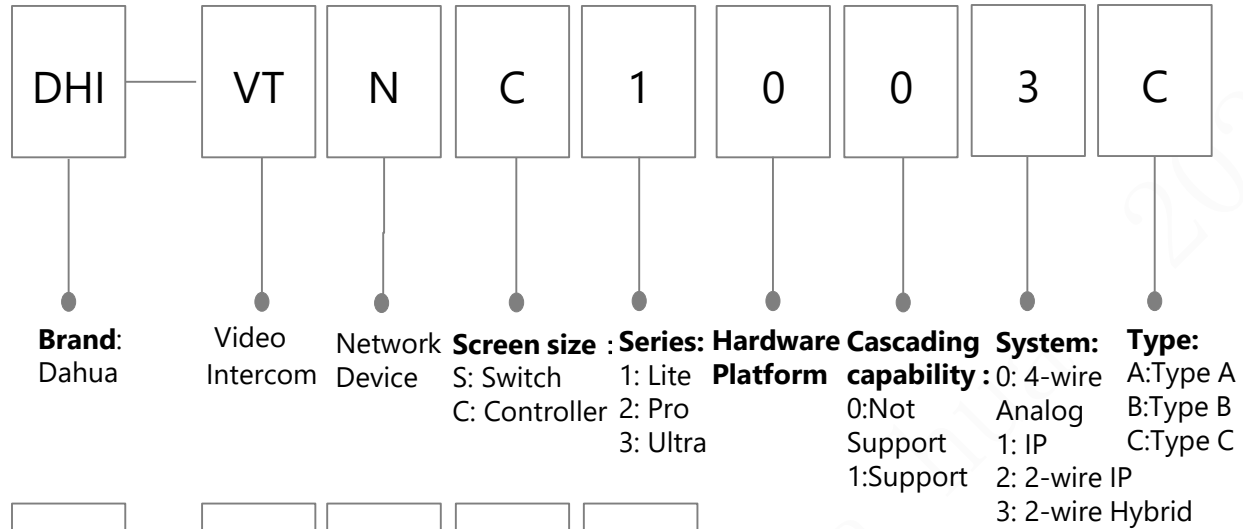 DHI VT N C 1 0 0 3 C
Brand:
Dahua
Video
Intercom
Network
Device
Screen size :
S: Switch
C: Controller
Series:
1: Lite
2: Pro
3: Ultra
Hardware
Platform
Cascading
capability :
0:Not
Support
1:Support
System:
0: 4-wire
Analog
1: IP
2: 2-wire IP
3: 2-wire Hybrid
Type:
A:Type A
B:Type B
C:Type C